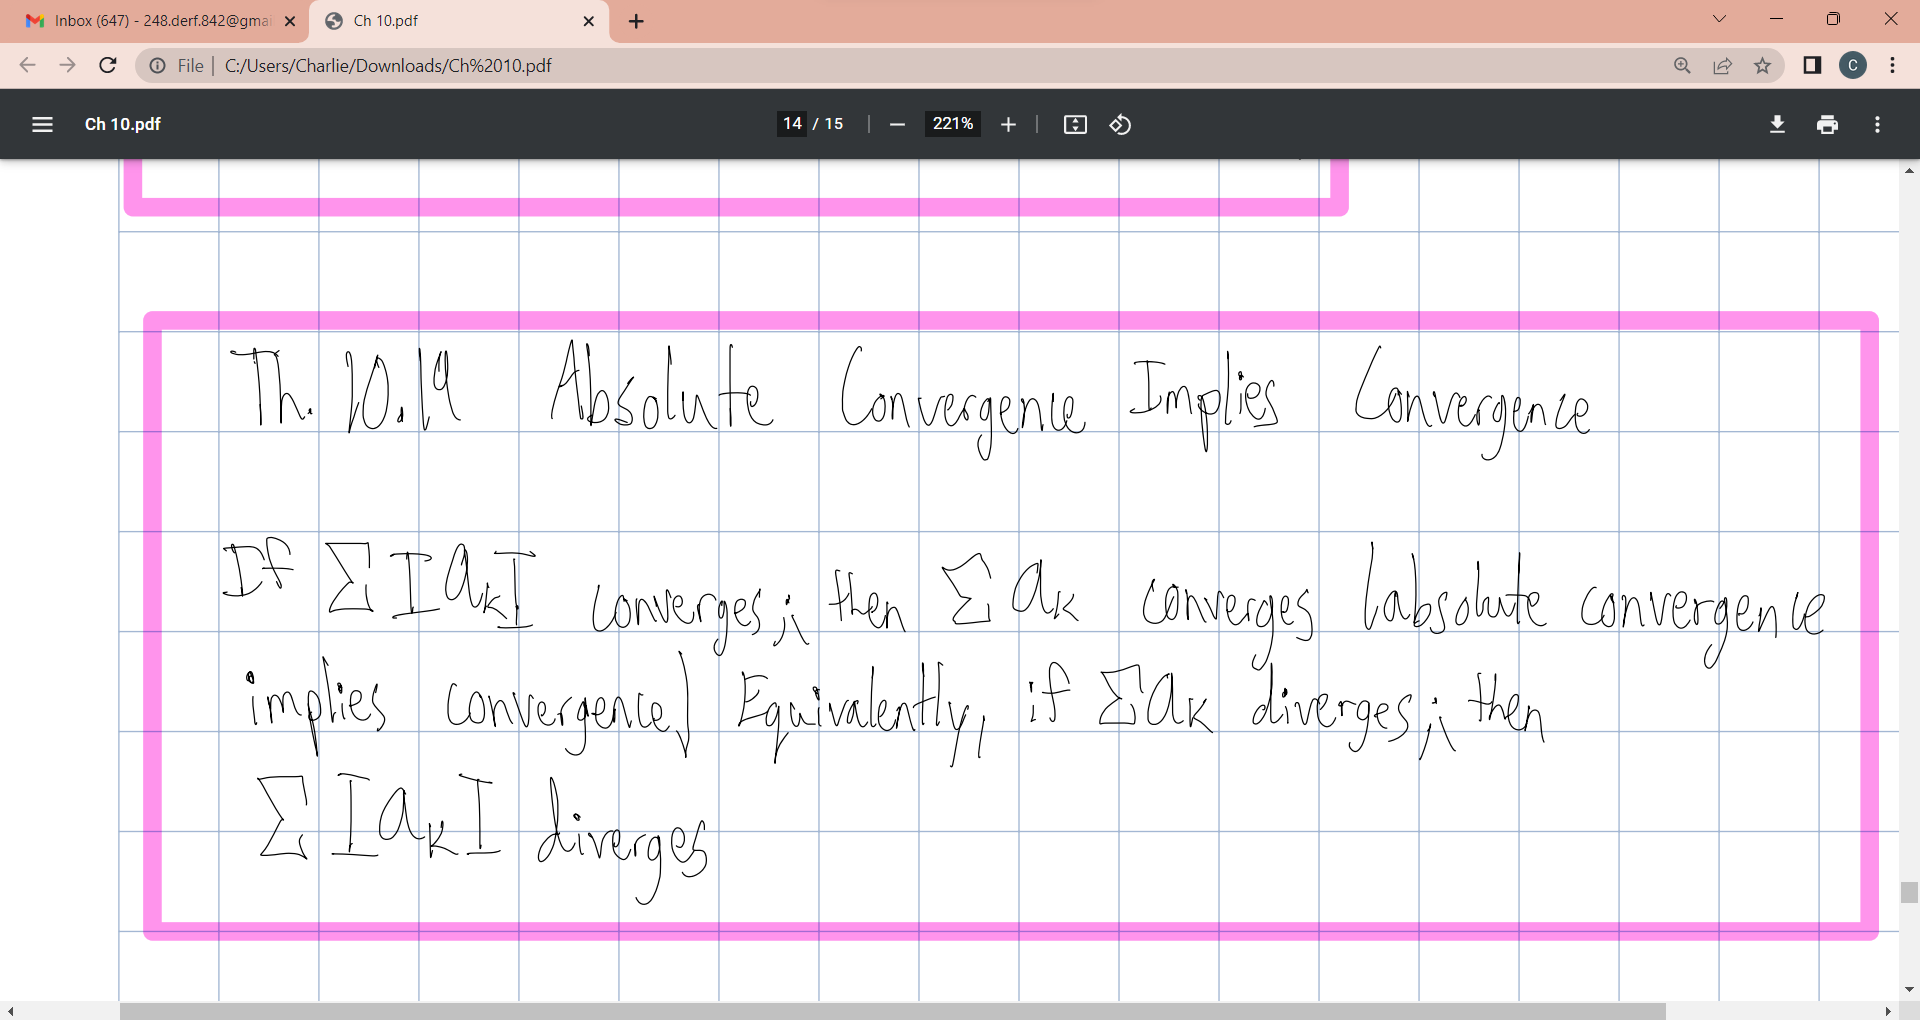 Inbox (647) - 248.derf.842@gmai
Ch 10.pdf
File
C:/Users/Charlie/Downloads/Ch%2010.pdf
C
Ch 10.pdf
14 / 15
221%
Th. 10.19 Absolute Convergence Implies Convergence
If Σ |aₖ| converges, then Σ aₖ converges (absolute convergence
implies convergence) Equivalently, if Σaₖ diverges, then
Σ |aₖ| diverges